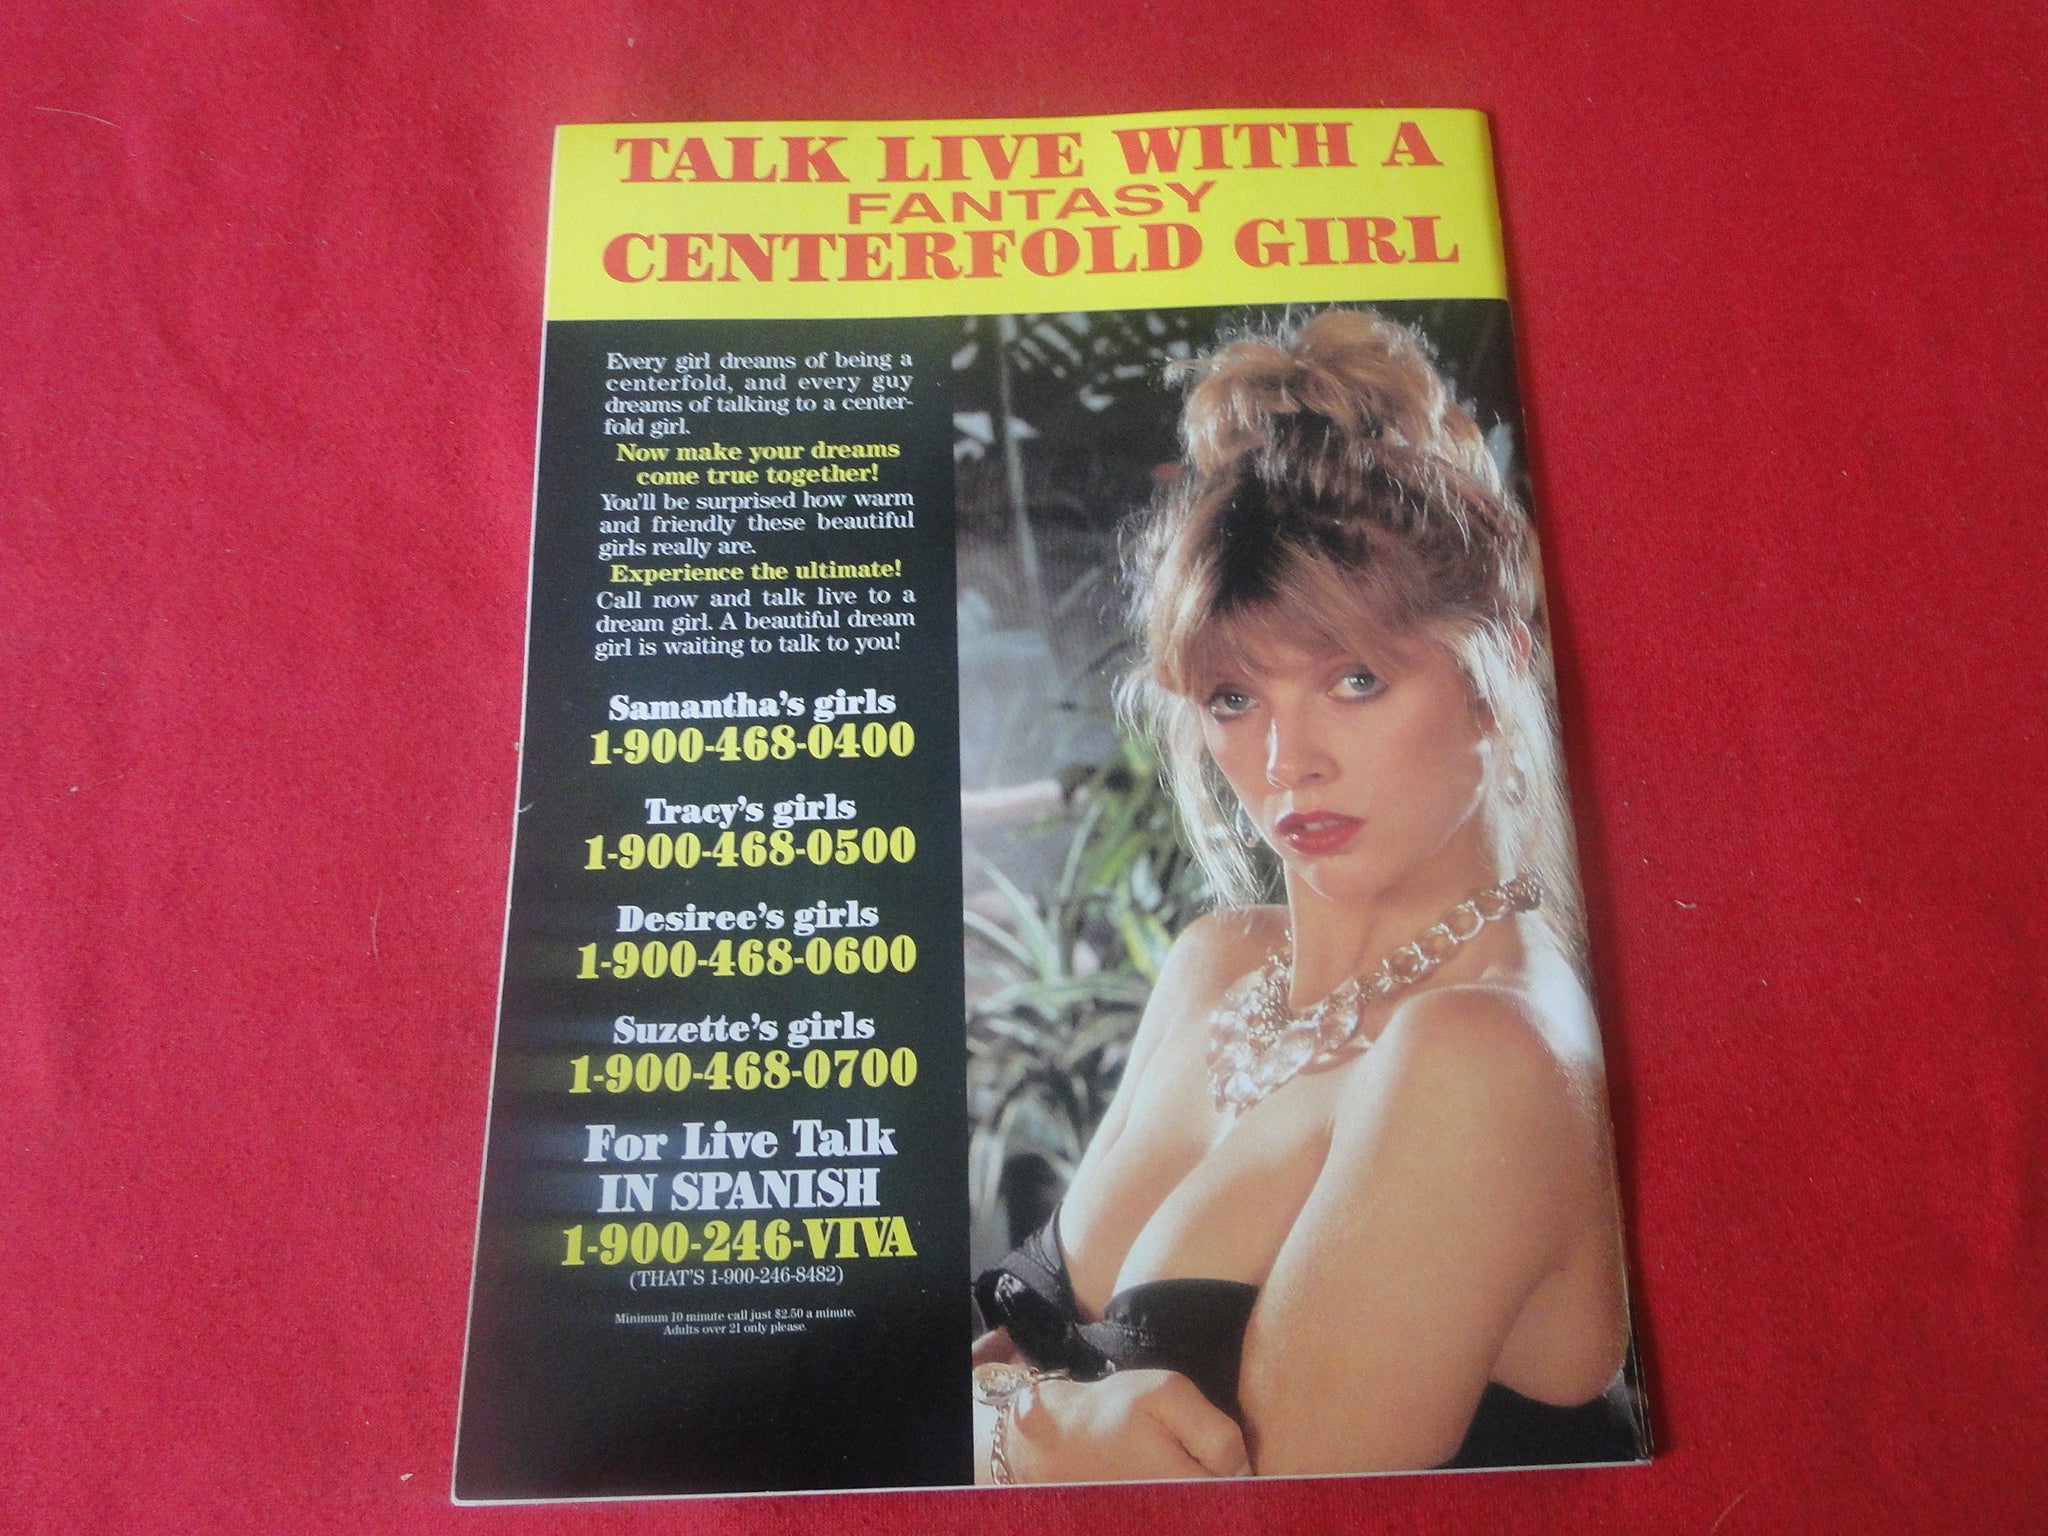 TALK LIVE WITH A
FANTASY
CENTERFOLD GIRL
Every girl dreams of being a
centerfold, and every guy
dreams of talking to a center-
fold girl.
Now make your dreams
come true together!
You'll be surprised how warm
and friendly these beautiful
girls really are.
Experience the ultimate!
Call now and talk live to a
dream girl. A beautiful dream
girl is waiting to talk to you!
Samantha's girls
1-900-468-0400
Tracy's girls
1-900-468-0500
Desiree's girls
1-900-468-0600
Suzette's girls
1-900-468-0700
For Live Talk
IN SPANISH
1-900-246-VIVA
(THAT'S 1-900-246-8482)
Minimum 10 minute call just $2.50 a minute.
Adults over 21 only please.